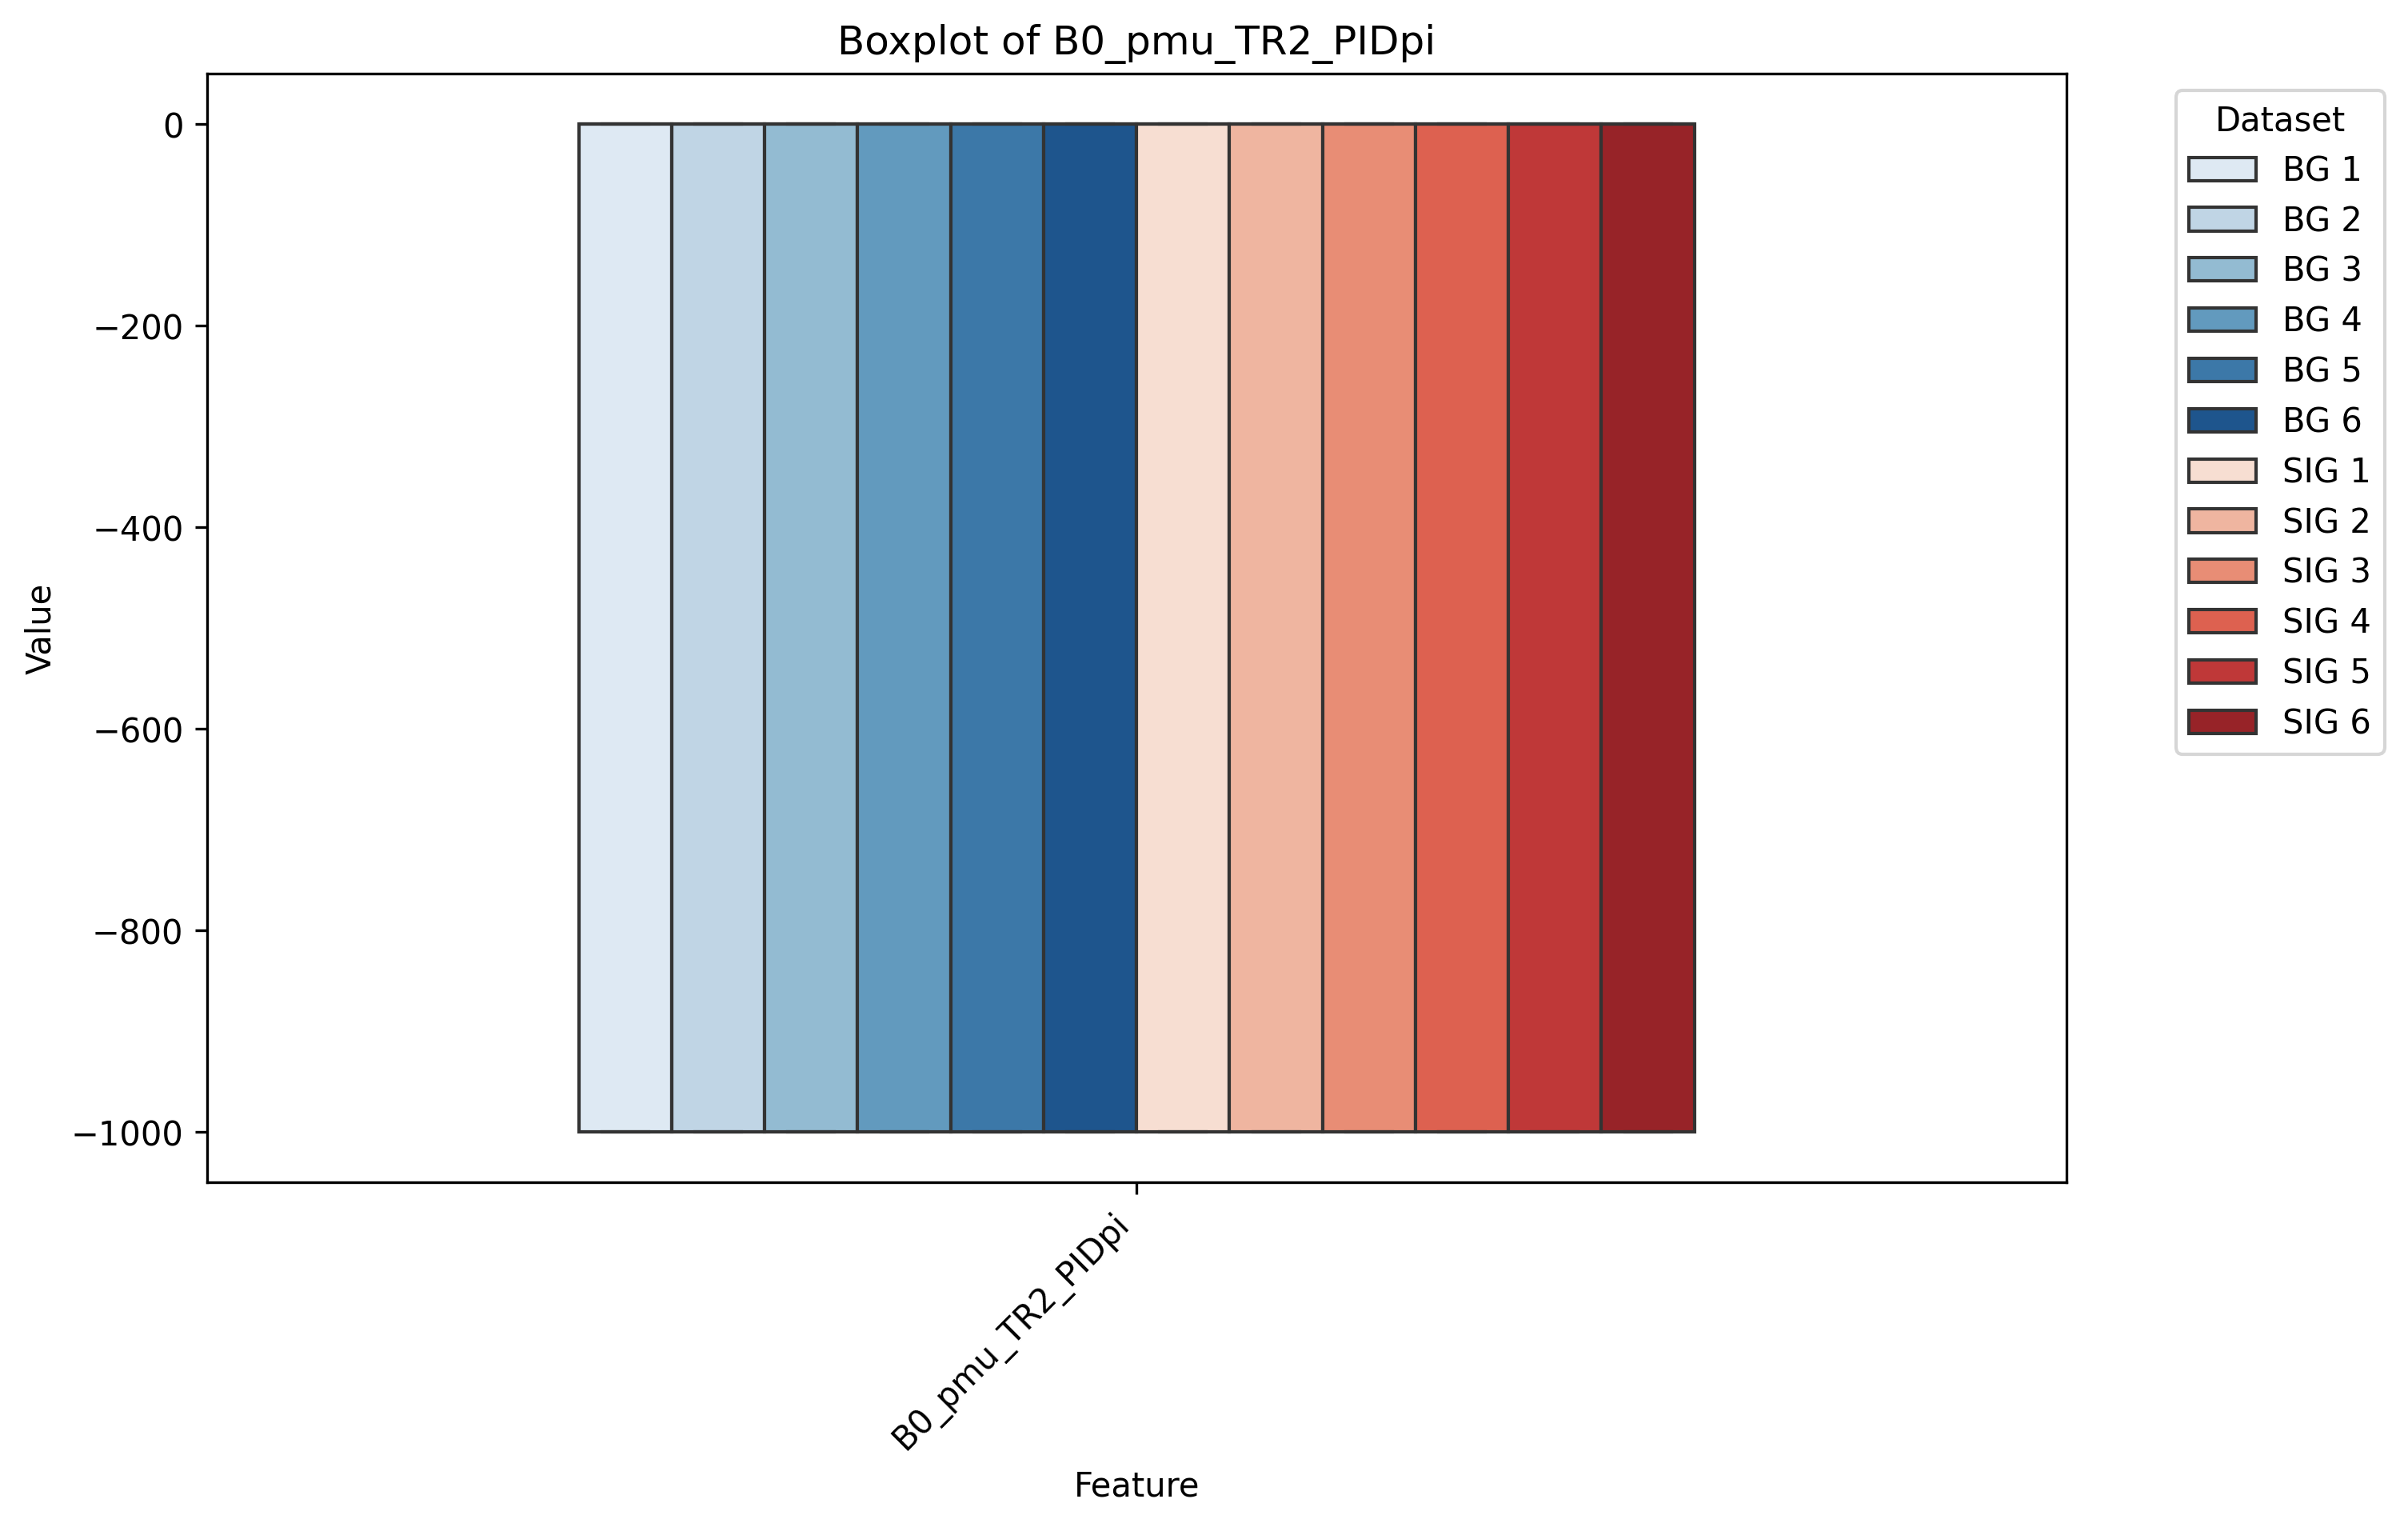 Boxplot of B0_pmu_TR2_PIDpi
0
−200
−400
−600
−800
−1000
Value
B0_pmu_TR2_PIDpi
Feature
Dataset
BG 1
BG 2
BG 3
BG 4
BG 5
BG 6
SIG 1
SIG 2
SIG 3
SIG 4
SIG 5
SIG 6